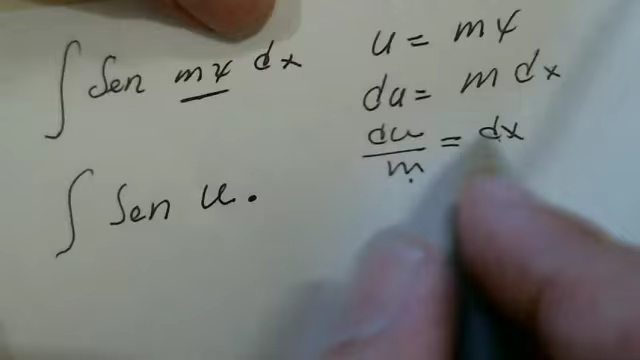 ∫ Sen mx dx
∫ Sen u.
u = mx
du = m dx
du/m = dx